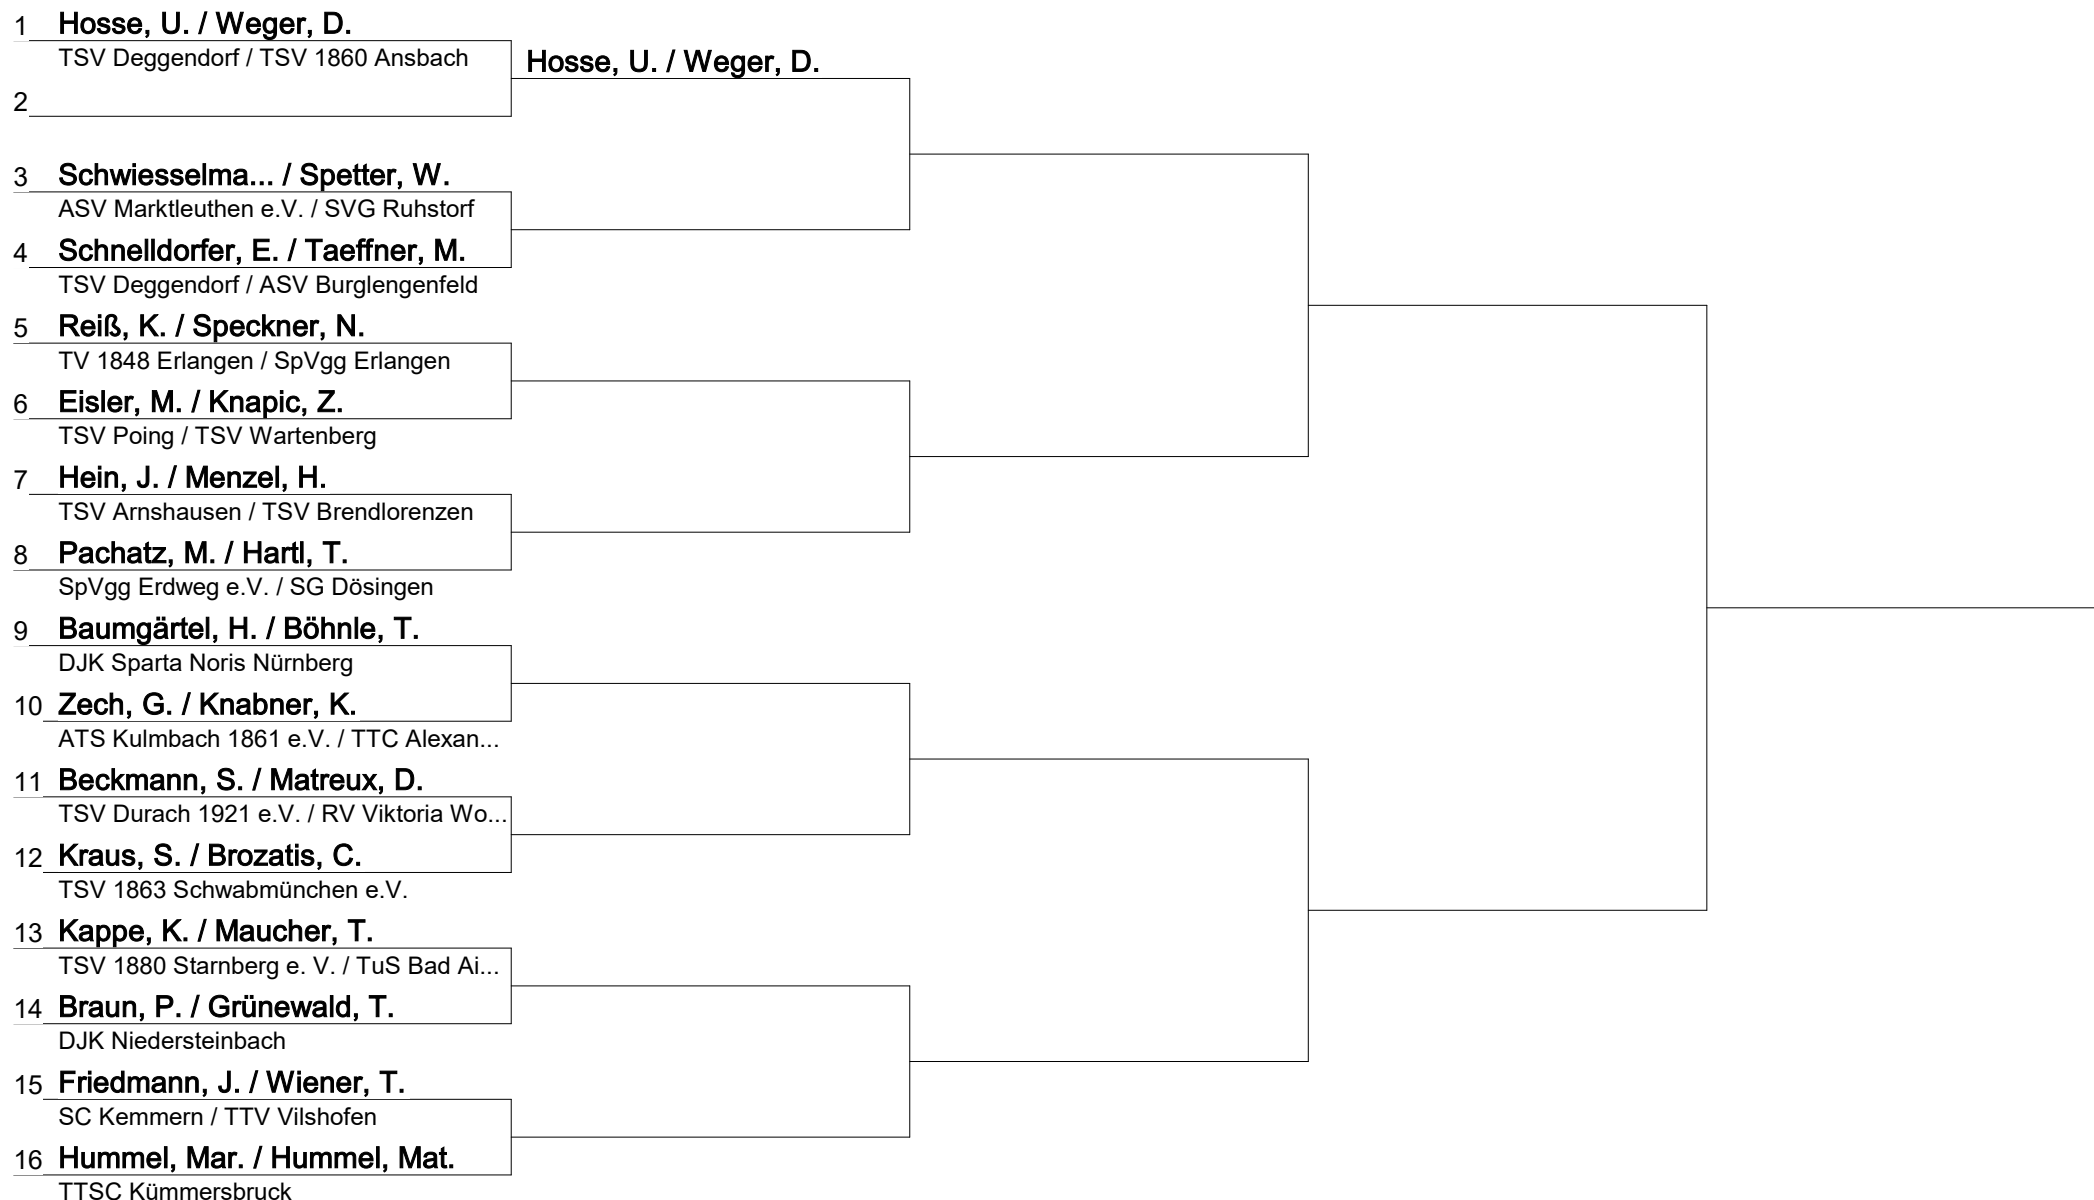 1 Hosse, U. / Weger, D.
TSV Deggendorf / TSV 1860 Ansbach
Hosse, U. / Weger, D.
2
3 Schwiesselma... / Spetter, W.
ASV Marktleuthen e.V. / SVG Ruhstorf
4 Schnelldorfer, E. / Taeffner, M.
TSV Deggendorf / ASV Burglengenfeld
5 Reiß, K. / Speckner, N.
TV 1848 Erlangen / SpVgg Erlangen
6 Eisler, M. / Knapic, Z.
TSV Poing / TSV Wartenberg
7 Hein, J. / Menzel, H.
TSV Arnshausen / TSV Brendlorenzen
8 Pachatz, M. / Hartl, T.
SpVgg Erdweg e.V. / SG Dösingen
9 Baumgärtel, H. / Böhnle, T.
DJK Sparta Noris Nürnberg
10 Zech, G. / Knabner, K.
ATS Kulmbach 1861 e.V. / TTC Alexan...
11 Beckmann, S. / Matreux, D.
TSV Durach 1921 e.V. / RV Viktoria Wo...
12 Kraus, S. / Brozatis, C.
TSV 1863 Schwabmünchen e.V.
13 Kappe, K. / Maucher, T.
TSV 1880 Starnberg e. V. / TuS Bad Ai...
14 Braun, P. / Grünewald, T.
DJK Niedersteinbach
15 Friedmann, J. / Wiener, T.
SC Kemmern / TTV Vilshofen
16 Hummel, Mar. / Hummel, Mat.
TTSC Kümmersbruck